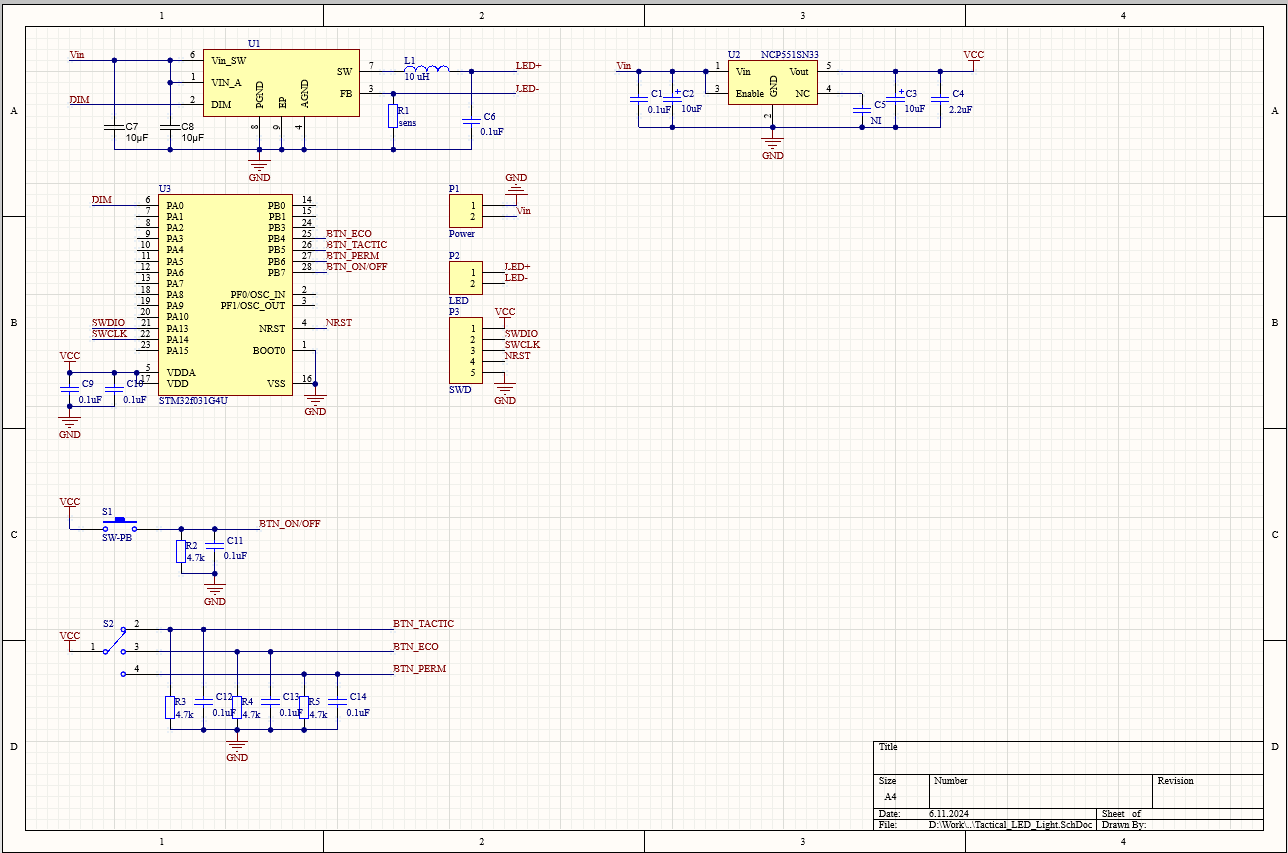 1 2 3 4
A
B
C
D
A
B
C
D
1 2 3 4
U1
Vin
6 Vin_SW
1 VIN_A
DIM 2 DIM
PGND EP AGND
8 9 4
SW 7
FB 3
L1
10 uH
LED+
LED-
R1
sens
C6
0.1uF
C7
10µF
C8
10µF
GND
U2 NCP551SN33
Vin
1 Vin
3 Enable
GND
2
Vout 5
NC 4
VCC
C1
0.1uF
+ C2
10uF
C5
NI
+ C3
10uF
C4
2.2uF
GND
U3
DIM 6 PA0
7 PA1
8 PA2
9 PA3
10 PA4
11 PA5
12 PA6
13 PA7
18 PA8
19 PA9
20 PA10
SWDIO 21 PA13
SWCLK 22 PA14
23 PA15
5 VDDA
17 VDD
PB0 14
PB1 15
PB3 24
PB4 25 BTN_ECO
PB5 26 BTN_TACTIC
PB6 27 BTN_PERM
PB7 28 BTN_ON/OFF
PF0/OSC_IN 2
PF1/OSC_OUT 3
NRST 4 NRST
BOOT0 1
VSS 16
STM32f031G4U
GND
VCC
C9
0.1uF
C10
0.1uF
GND
P1
1
2
Power
GND
Vin
P2
1 LED+
2 LED-
LED
P3
VCC
1
2 SWDIO
3 SWCLK
4 NRST
5
SWD
GND
VCC
S1
SW-PB
BTN_ON/OFF
R2
4.7k
C11
0.1uF
GND
VCC
S2
1
2 BTN_TACTIC
3 BTN_ECO
4 BTN_PERM
R3
4.7k
C12
0.1uF
R4
4.7k
C13
0.1uF
R5
4.7k
C14
0.1uF
GND
Title
Size Number Revision
A4
Date: 6.11.2024 Sheet of
File: D:\Work\..\Tactical_LED_Light.SchDoc Drawn By: